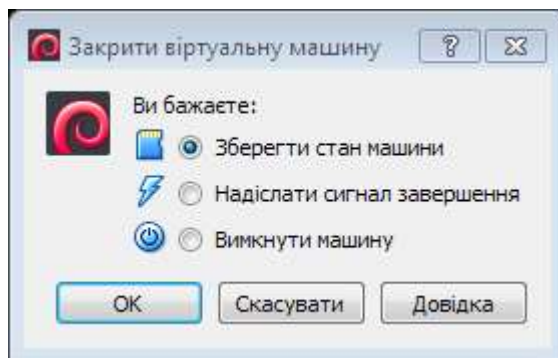 Закрити віртуальну машину
Ви бажаєте:
Зберегти стан машини
Надіслати сигнал завершення
Вимкнути машину
OK Скасувати Довідка